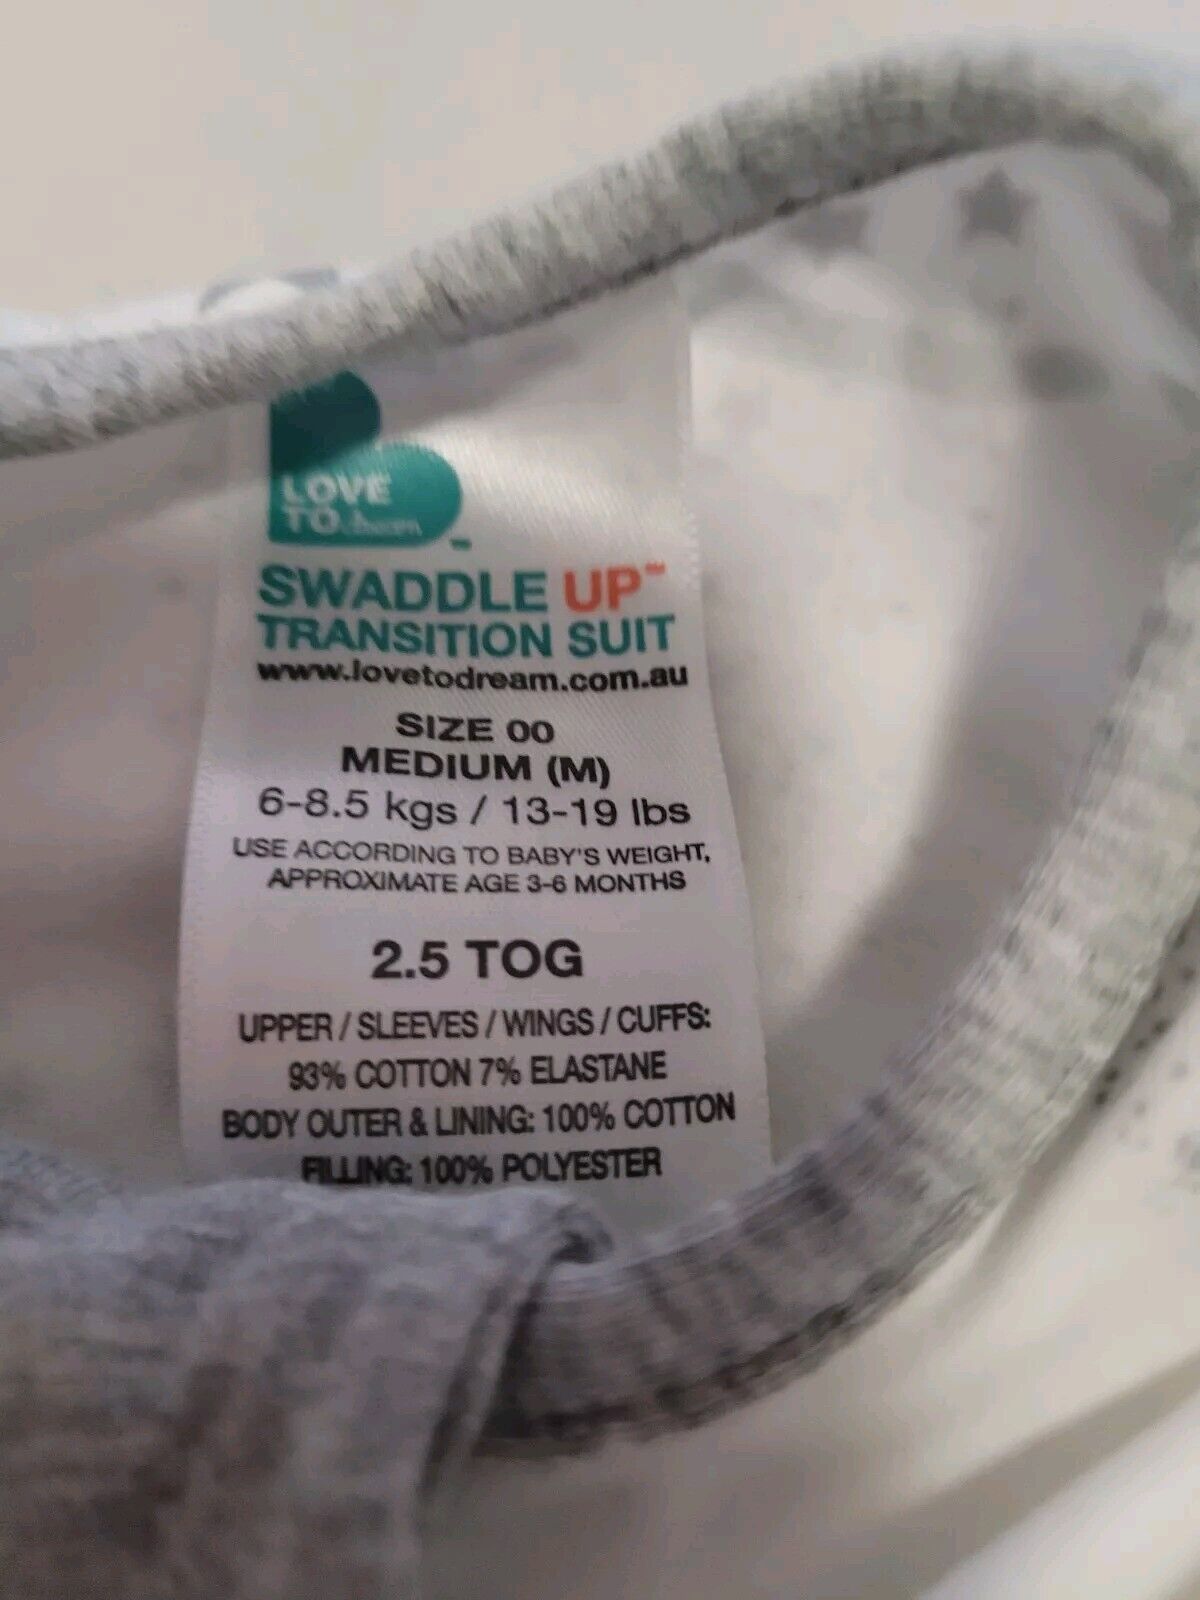 LOVE
TO dream
SWADDLE UP™
TRANSITION SUIT
www.lovetodream.com.au
SIZE 00
MEDIUM (M)
6-8.5 kgs / 13-19 lbs
USE ACCORDING TO BABY'S WEIGHT,
APPROXIMATE AGE 3-6 MONTHS
2.5 TOG
UPPER / SLEEVES / WINGS / CUFFS:
93% COTTON 7% ELASTANE
BODY OUTER & LINING: 100% COTTON
FILLING: 100% POLYESTER